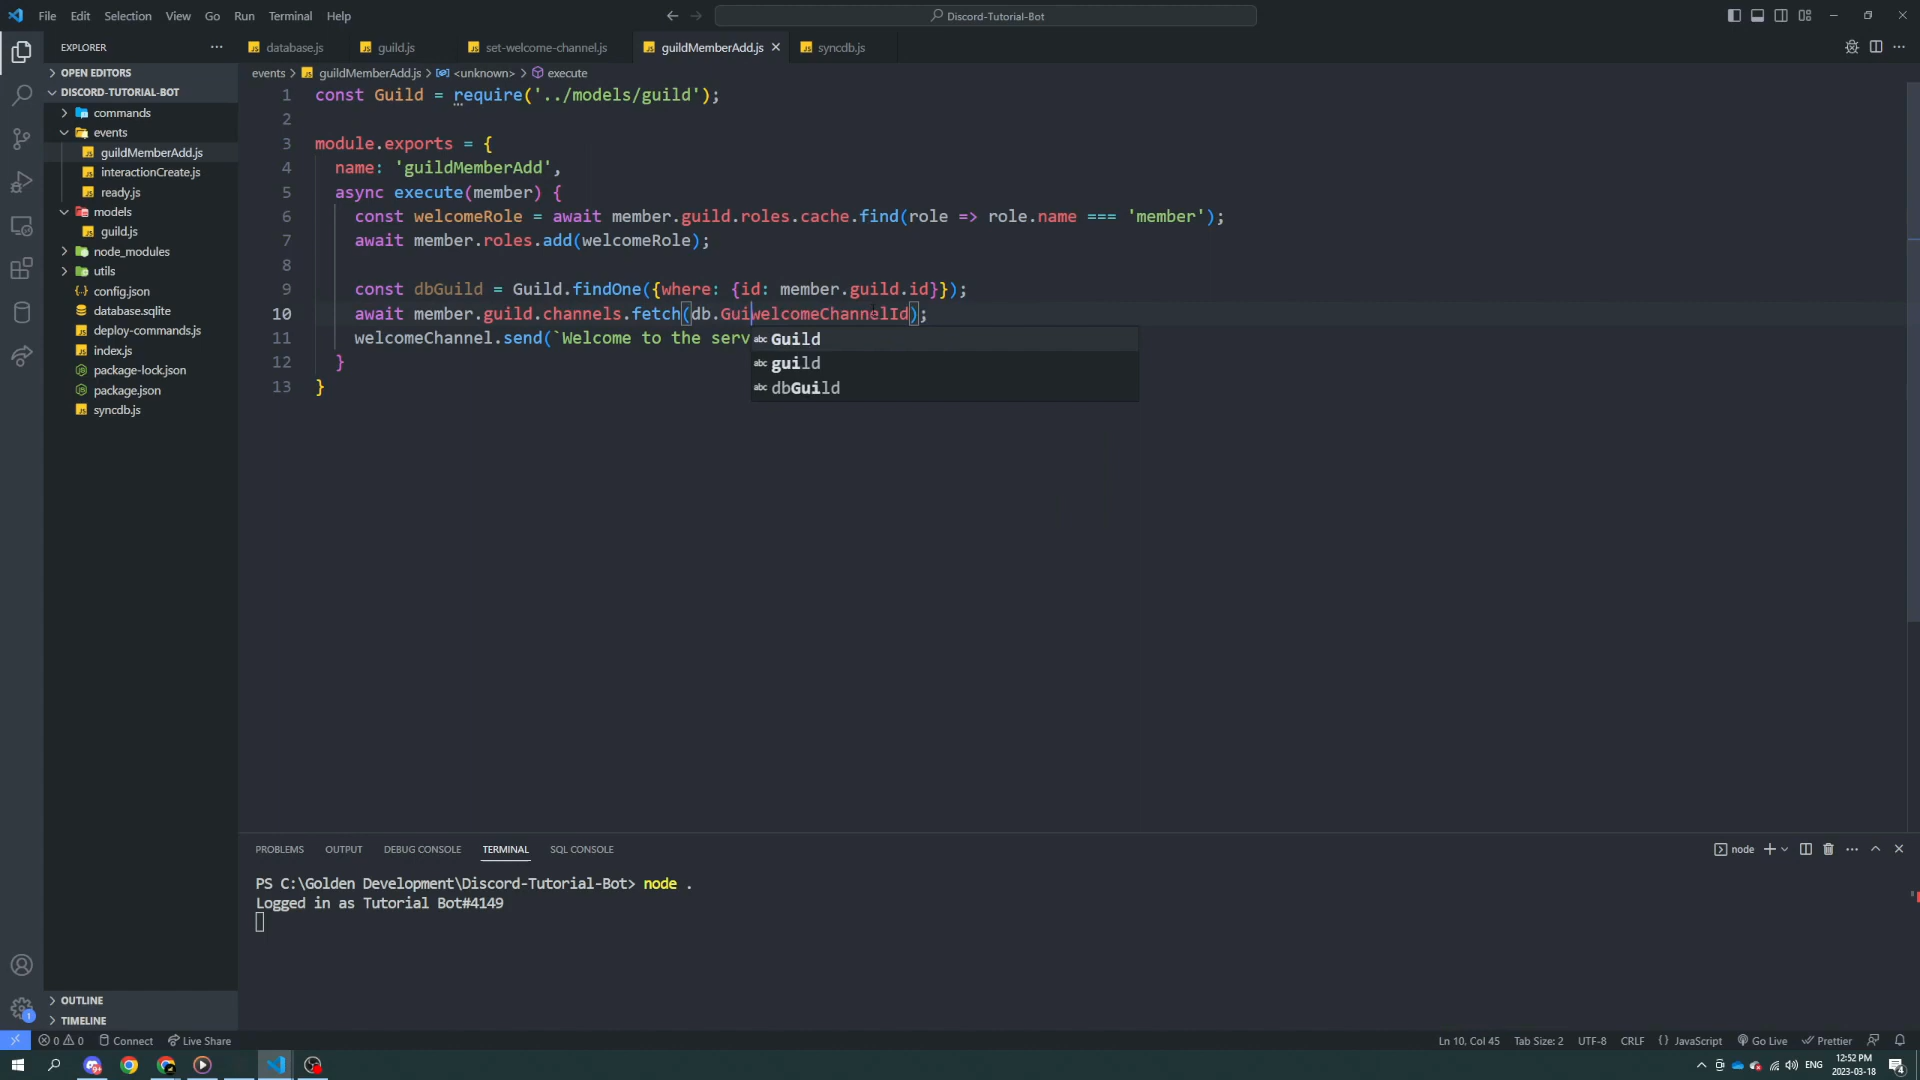 File Edit Selection View Go Run Terminal Help
Discord-Tutorial-Bot
EXPLORER
database.js guild.js set-welcome-channel.js guildMemberAdd.js syncdb.js
OPEN EDITORS
events > guildMemberAdd.js > <unknown> > execute
DISCORD-TUTORIAL-BOT
commands
events
guildMemberAdd.js
interactionCreate.js
ready.js
models
guild.js
node_modules
utils
config.json
database.sqlite
deploy-commands.js
index.js
package-lock.json
package.json
syncdb.js
OUTLINE
TIMELINE
1 const Guild = require('../models/guild');
2
3 module.exports = {
4 name: 'guildMemberAdd',
5 async execute(member) {
6 const welcomeRole = await member.guild.roles.cache.find(role => role.name === 'member');
7 await member.roles.add(welcomeRole);
8
9 const dbGuild = Guild.findOne({where: {id: member.guild.id}});
10 await member.guild.channels.fetch(db.GuiwelcomeChannelId);
11 welcomeChannel.send(`Welcome to the serv
12 }
13 }
abc Guild
abc guild
abc dbGuild
PROBLEMS OUTPUT DEBUG CONSOLE TERMINAL SQL CONSOLE
node
PS C:\Golden Development\Discord-Tutorial-Bot> node .
Logged in as Tutorial Bot#4149
1
0 0 Connect Live Share
Ln 10, Col 45 Tab Size: 2 UTF-8 CRLF {} JavaScript Go Live Prettier
9+
ENG
12:52 PM
2023-03-18
4